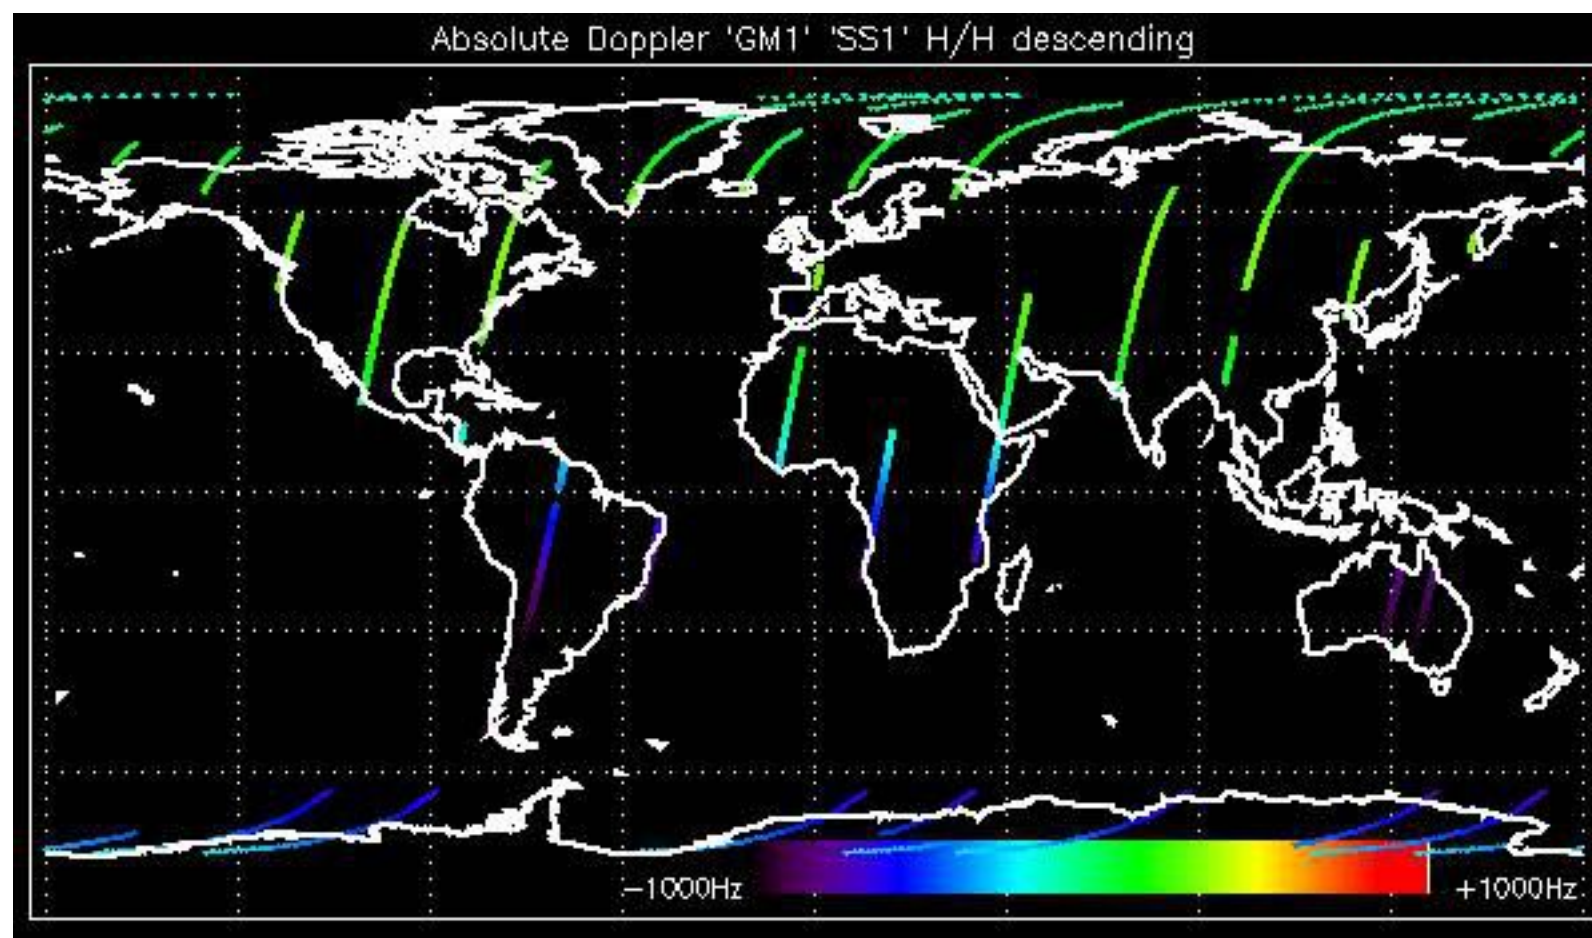 Absolute Doppler 'GM1' 'SS1' H/H descending
−1000Hz +1000Hz